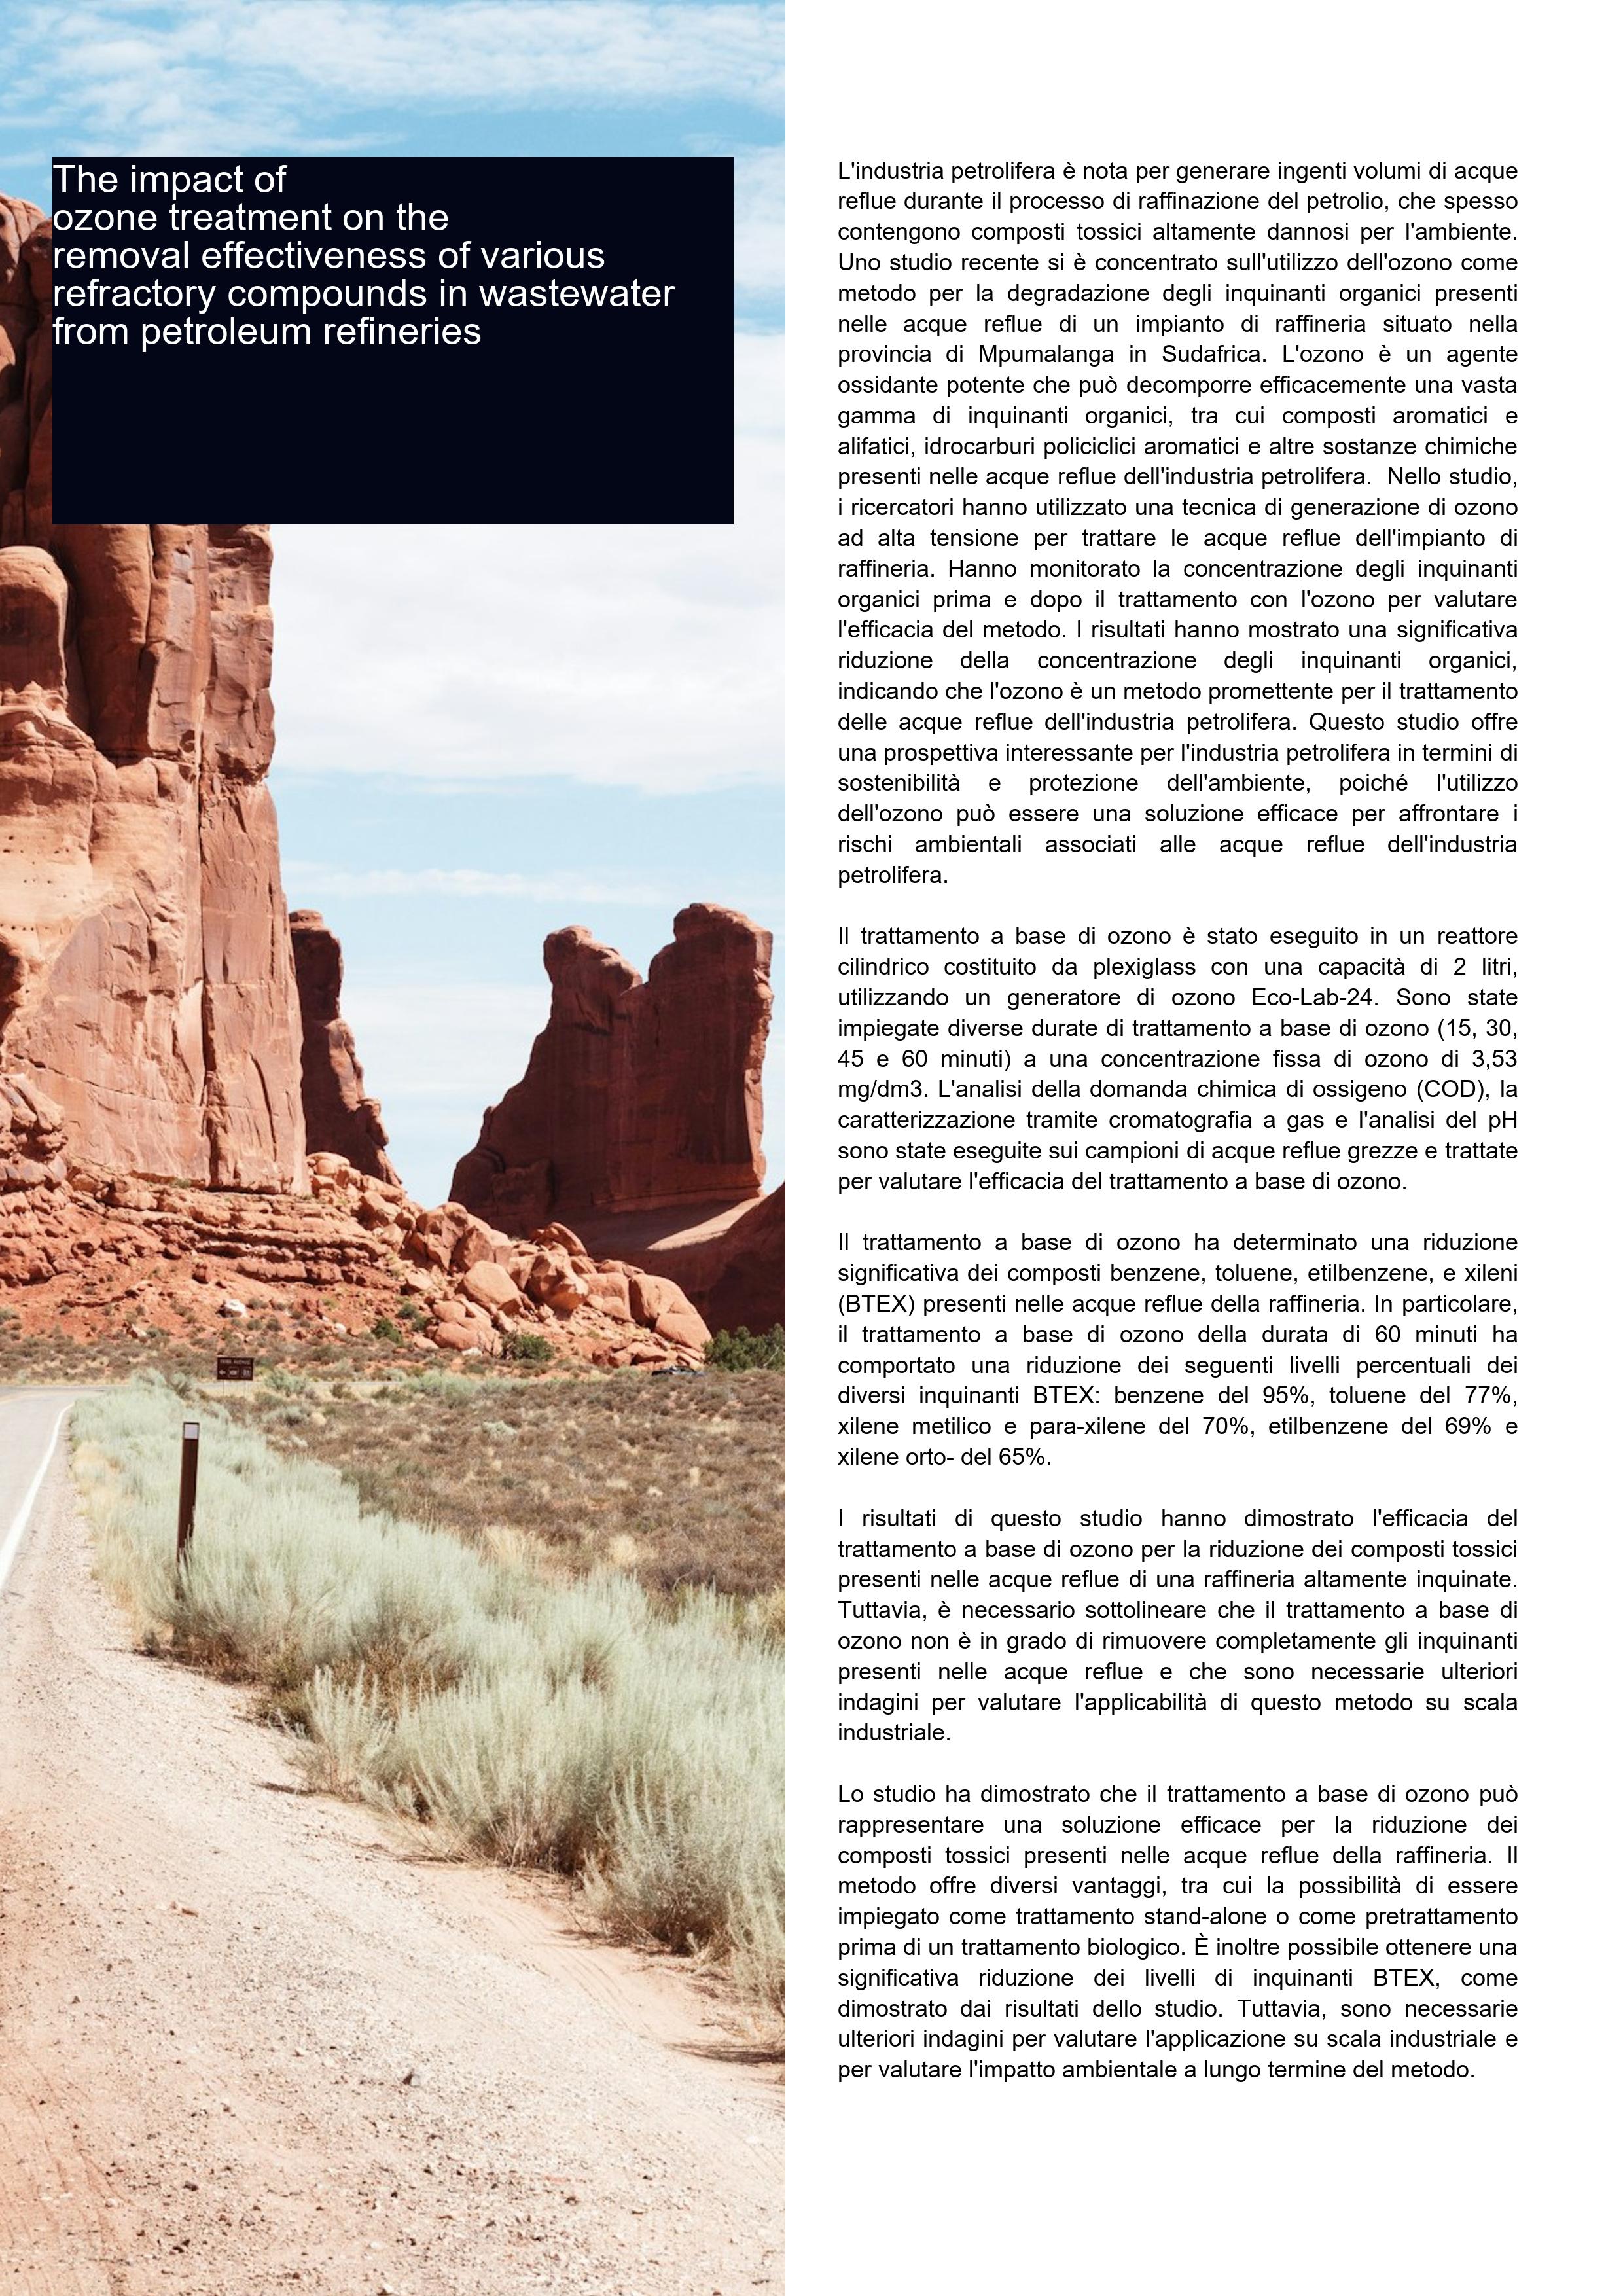 The impact of
ozone treatment on the
removal effectiveness of various
refractory compounds in wastewater
from petroleum refineries
L'industria petrolifera è nota per generare ingenti volumi di acque
reflue durante il processo di raffinazione del petrolio, che spesso
contengono composti tossici altamente dannosi per l'ambiente.
Uno studio recente si è concentrato sull'utilizzo dell'ozono come
metodo per la degradazione degli inquinanti organici presenti
nelle acque reflue di un impianto di raffineria situato nella
provincia di Mpumalanga in Sudafrica. L'ozono è un agente
ossidante potente che può decomporre efficacemente una vasta
gamma di inquinanti organici, tra cui composti aromatici e
alifatici, idrocarburi policiclici aromatici e altre sostanze chimiche
presenti nelle acque reflue dell'industria petrolifera.  Nello studio,
i ricercatori hanno utilizzato una tecnica di generazione di ozono
ad alta tensione per trattare le acque reflue dell'impianto di
raffineria. Hanno monitorato la concentrazione degli inquinanti
organici prima e dopo il trattamento con l'ozono per valutare
l'efficacia del metodo. I risultati hanno mostrato una significativa
riduzione della concentrazione degli inquinanti organici,
indicando che l'ozono è un metodo promettente per il trattamento
delle acque reflue dell'industria petrolifera. Questo studio offre
una prospettiva interessante per l'industria petrolifera in termini di
sostenibilità e protezione dell'ambiente, poiché l'utilizzo
dell'ozono può essere una soluzione efficace per affrontare i
rischi ambientali associati alle acque reflue dell'industria
petrolifera.
Il trattamento a base di ozono è stato eseguito in un reattore
cilindrico costituito da plexiglass con una capacità di 2 litri,
utilizzando un generatore di ozono Eco-Lab-24. Sono state
impiegate diverse durate di trattamento a base di ozono (15, 30,
45 e 60 minuti) a una concentrazione fissa di ozono di 3,53
mg/dm3. L'analisi della domanda chimica di ossigeno (COD), la
caratterizzazione tramite cromatografia a gas e l'analisi del pH
sono state eseguite sui campioni di acque reflue grezze e trattate
per valutare l'efficacia del trattamento a base di ozono.
Il trattamento a base di ozono ha determinato una riduzione
significativa dei composti benzene, toluene, etilbenzene, e xileni
(BTEX) presenti nelle acque reflue della raffineria. In particolare,
il trattamento a base di ozono della durata di 60 minuti ha
comportato una riduzione dei seguenti livelli percentuali dei
diversi inquinanti BTEX: benzene del 95%, toluene del 77%,
xilene metilico e para-xilene del 70%, etilbenzene del 69% e
xilene orto- del 65%.
I risultati di questo studio hanno dimostrato l'efficacia del
trattamento a base di ozono per la riduzione dei composti tossici
presenti nelle acque reflue di una raffineria altamente inquinate.
Tuttavia, è necessario sottolineare che il trattamento a base di
ozono non è in grado di rimuovere completamente gli inquinanti
presenti nelle acque reflue e che sono necessarie ulteriori
indagini per valutare l'applicabilità di questo metodo su scala
industriale.
Lo studio ha dimostrato che il trattamento a base di ozono può
rappresentare una soluzione efficace per la riduzione dei
composti tossici presenti nelle acque reflue della raffineria. Il
metodo offre diversi vantaggi, tra cui la possibilità di essere
impiegato come trattamento stand-alone o come pretrattamento
prima di un trattamento biologico. È inoltre possibile ottenere una
significativa riduzione dei livelli di inquinanti BTEX, come
dimostrato dai risultati dello studio. Tuttavia, sono necessarie
ulteriori indagini per valutare l'applicazione su scala industriale e
per valutare l'impatto ambientale a lungo termine del metodo.